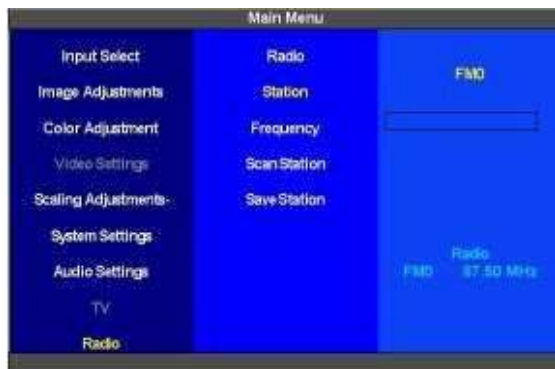 Main Menu
Input Select
Image Adjustments
Color Adjustment
Video Settings
Scaling Adjustments-
System Settings
Audio Settings
TV
Radio
Radio
Station
Frequency
Scan Station
Save Station
FM0
Radio
FM0 87.50 MHz